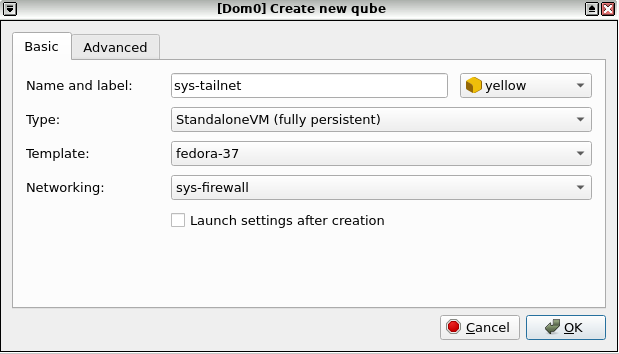 [Dom0] Create new qube
Basic Advanced
Name and label: sys-tailnet yellow
Type: StandaloneVM (fully persistent)
Template: fedora-37
Networking: sys-firewall
Launch settings after creation
Cancel OK